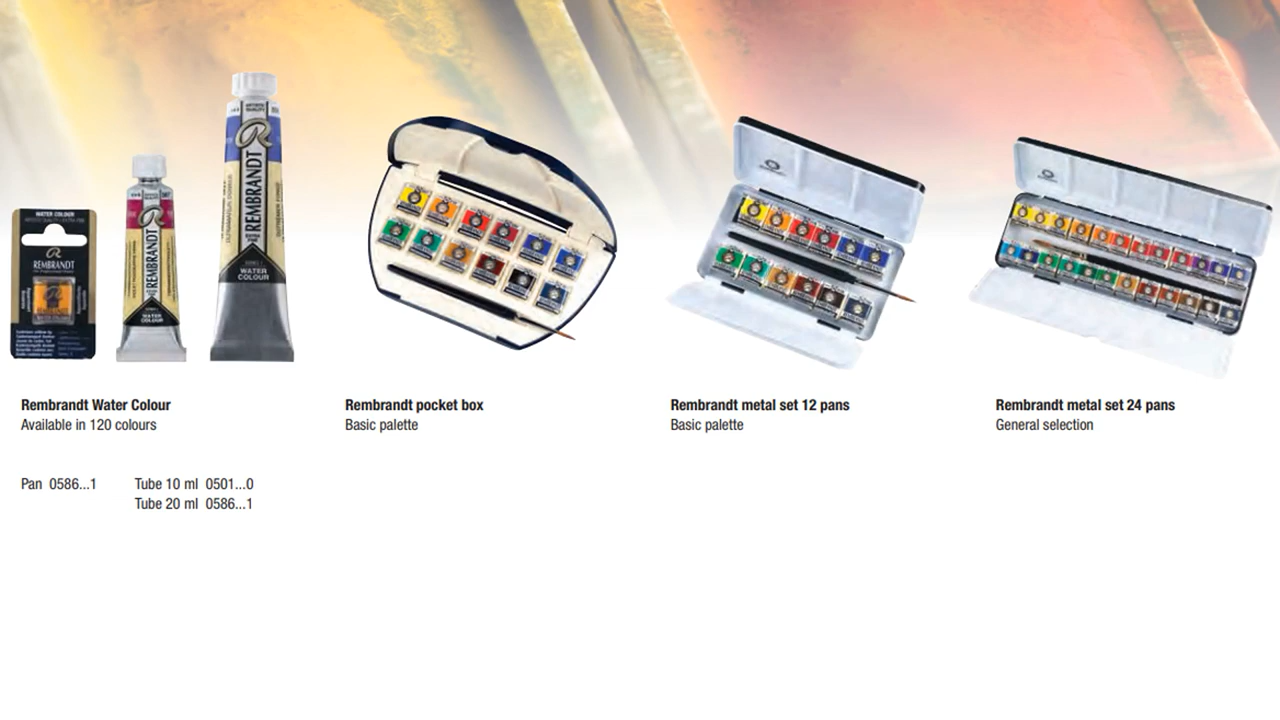 WATER COLOUR
REMBRANDT
REMBRANDT
WATER
COLOUR
REMBRANDT
WATER
COLOUR
Rembrandt Water Colour
Available in 120 colours
Pan 0586...1
Tube 10 ml 0501...0
Tube 20 ml 0586...1
Rembrandt pocket box
Basic palette
Rembrandt metal set 12 pans
Basic palette
Rembrandt metal set 24 pans
General selection